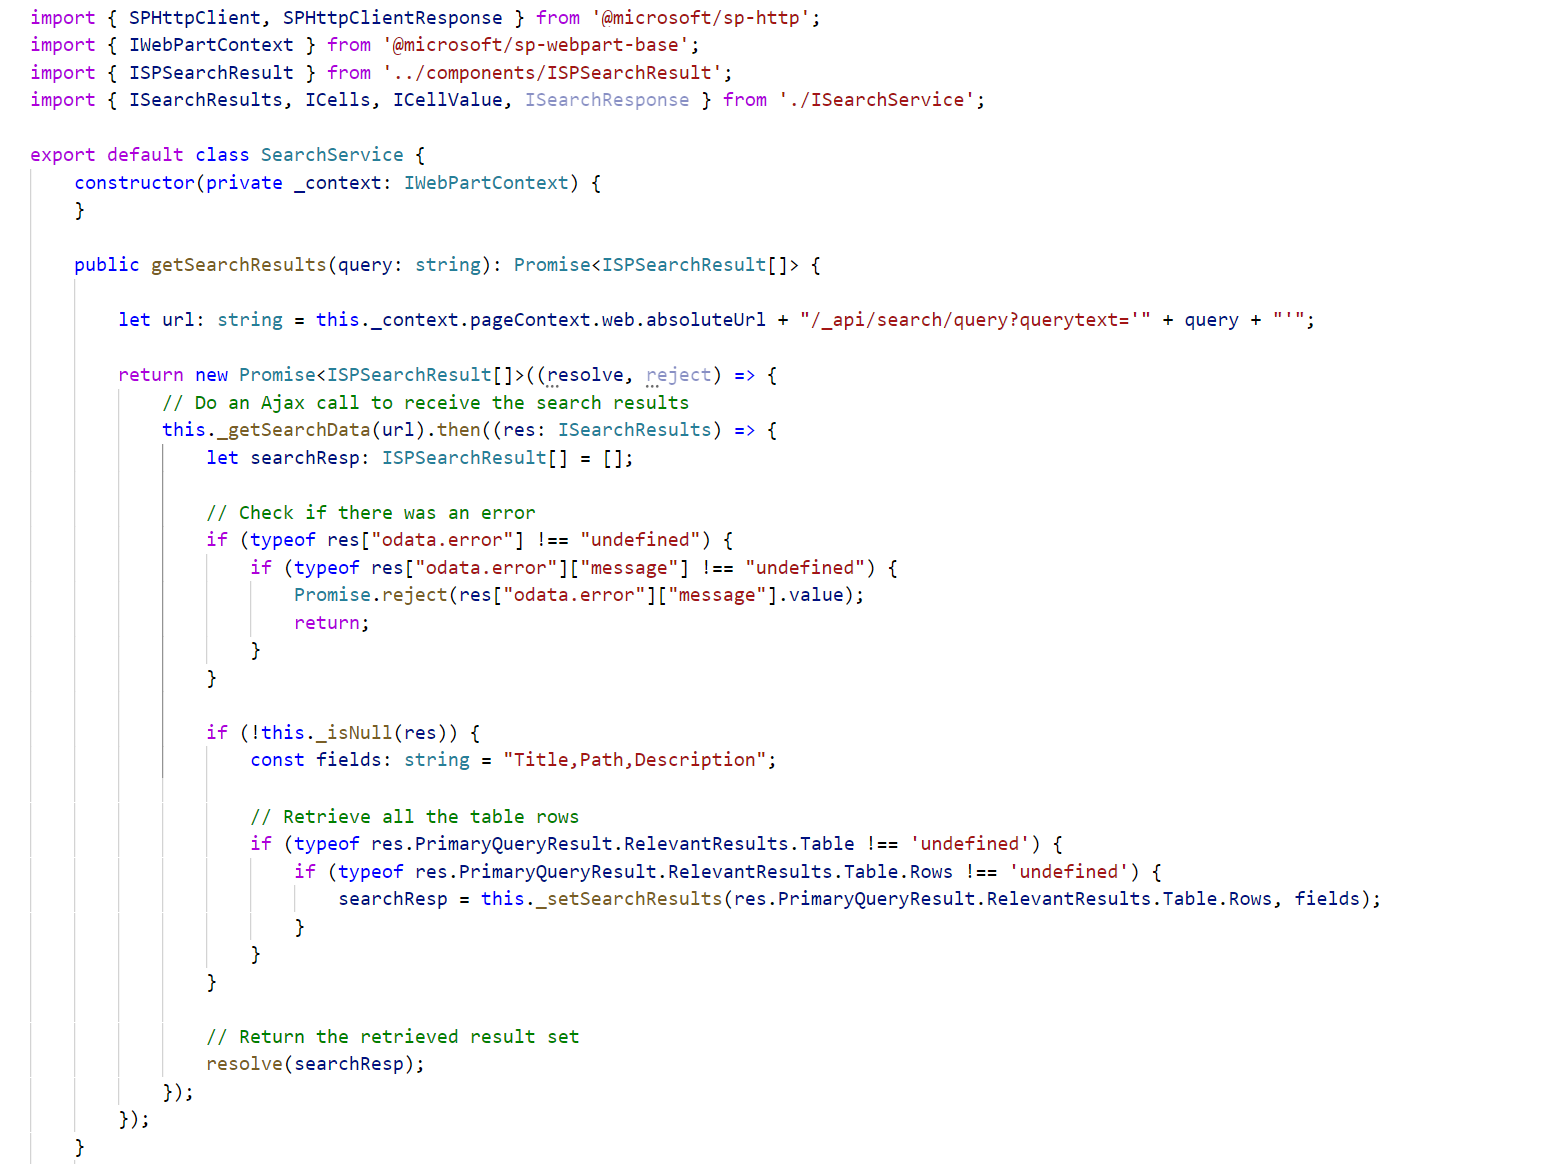 import { SPHttpClient, SPHttpClientResponse } from '@microsoft/sp-http';
import { IWebPartContext } from '@microsoft/sp-webpart-base';
import { ISPSearchResult } from '../components/ISPSearchResult';
import { ISearchResults, ICells, ICellValue, ISearchResponse } from './ISearchService';

export default class SearchService {
    constructor(private _context: IWebPartContext) {
    }

    public getSearchResults(query: string): Promise<ISPSearchResult[]> {

        let url: string = this._context.pageContext.web.absoluteUrl + "/_api/search/query?querytext='" + query + "'";

        return new Promise<ISPSearchResult[]>((resolve, reject) => {
            // Do an Ajax call to receive the search results
            this._getSearchData(url).then((res: ISearchResults) => {
                let searchResp: ISPSearchResult[] = [];

                // Check if there was an error
                if (typeof res["odata.error"] !== "undefined") {
                    if (typeof res["odata.error"]["message"] !== "undefined") {
                        Promise.reject(res["odata.error"]["message"].value);
                        return;
                    }
                }

                if (!this._isNull(res)) {
                    const fields: string = "Title,Path,Description";

                    // Retrieve all the table rows
                    if (typeof res.PrimaryQueryResult.RelevantResults.Table !== 'undefined') {
                        if (typeof res.PrimaryQueryResult.RelevantResults.Table.Rows !== 'undefined') {
                            searchResp = this._setSearchResults(res.PrimaryQueryResult.RelevantResults.Table.Rows, fields);
                        }
                    }
                }

                // Return the retrieved result set
                resolve(searchResp);
            });
        });
    }